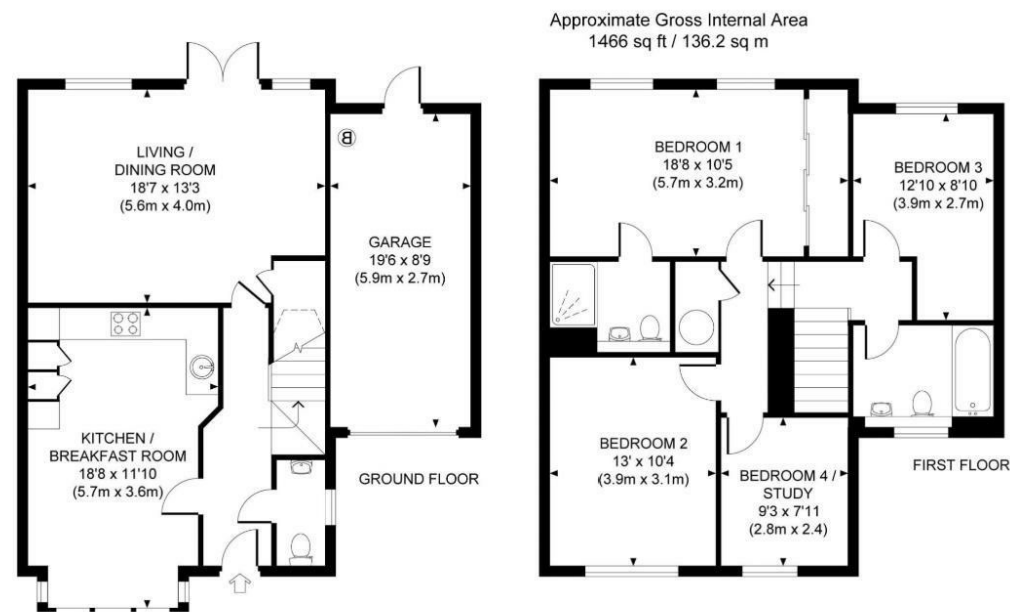 Approximate Gross Internal Area
1466 sq ft / 136.2 sq m
LIVING /
DINING ROOM
18'7 x 13'3
(5.6m x 4.0m)
B
GARAGE
19'6 x 8'9
(5.9m x 2.7m)
KITCHEN /
BREAKFAST ROOM
18'8 x 11'10
(5.7m x 3.6m)
GROUND FLOOR
BEDROOM 1
18'8 x 10'5
(5.7m x 3.2m)
BEDROOM 3
12'10 x 8'10
(3.9m x 2.7m)
BEDROOM 2
13' x 10'4
(3.9m x 3.1m)
BEDROOM 4 /
STUDY
9'3 x 7'11
(2.8m x 2.4)
FIRST FLOOR